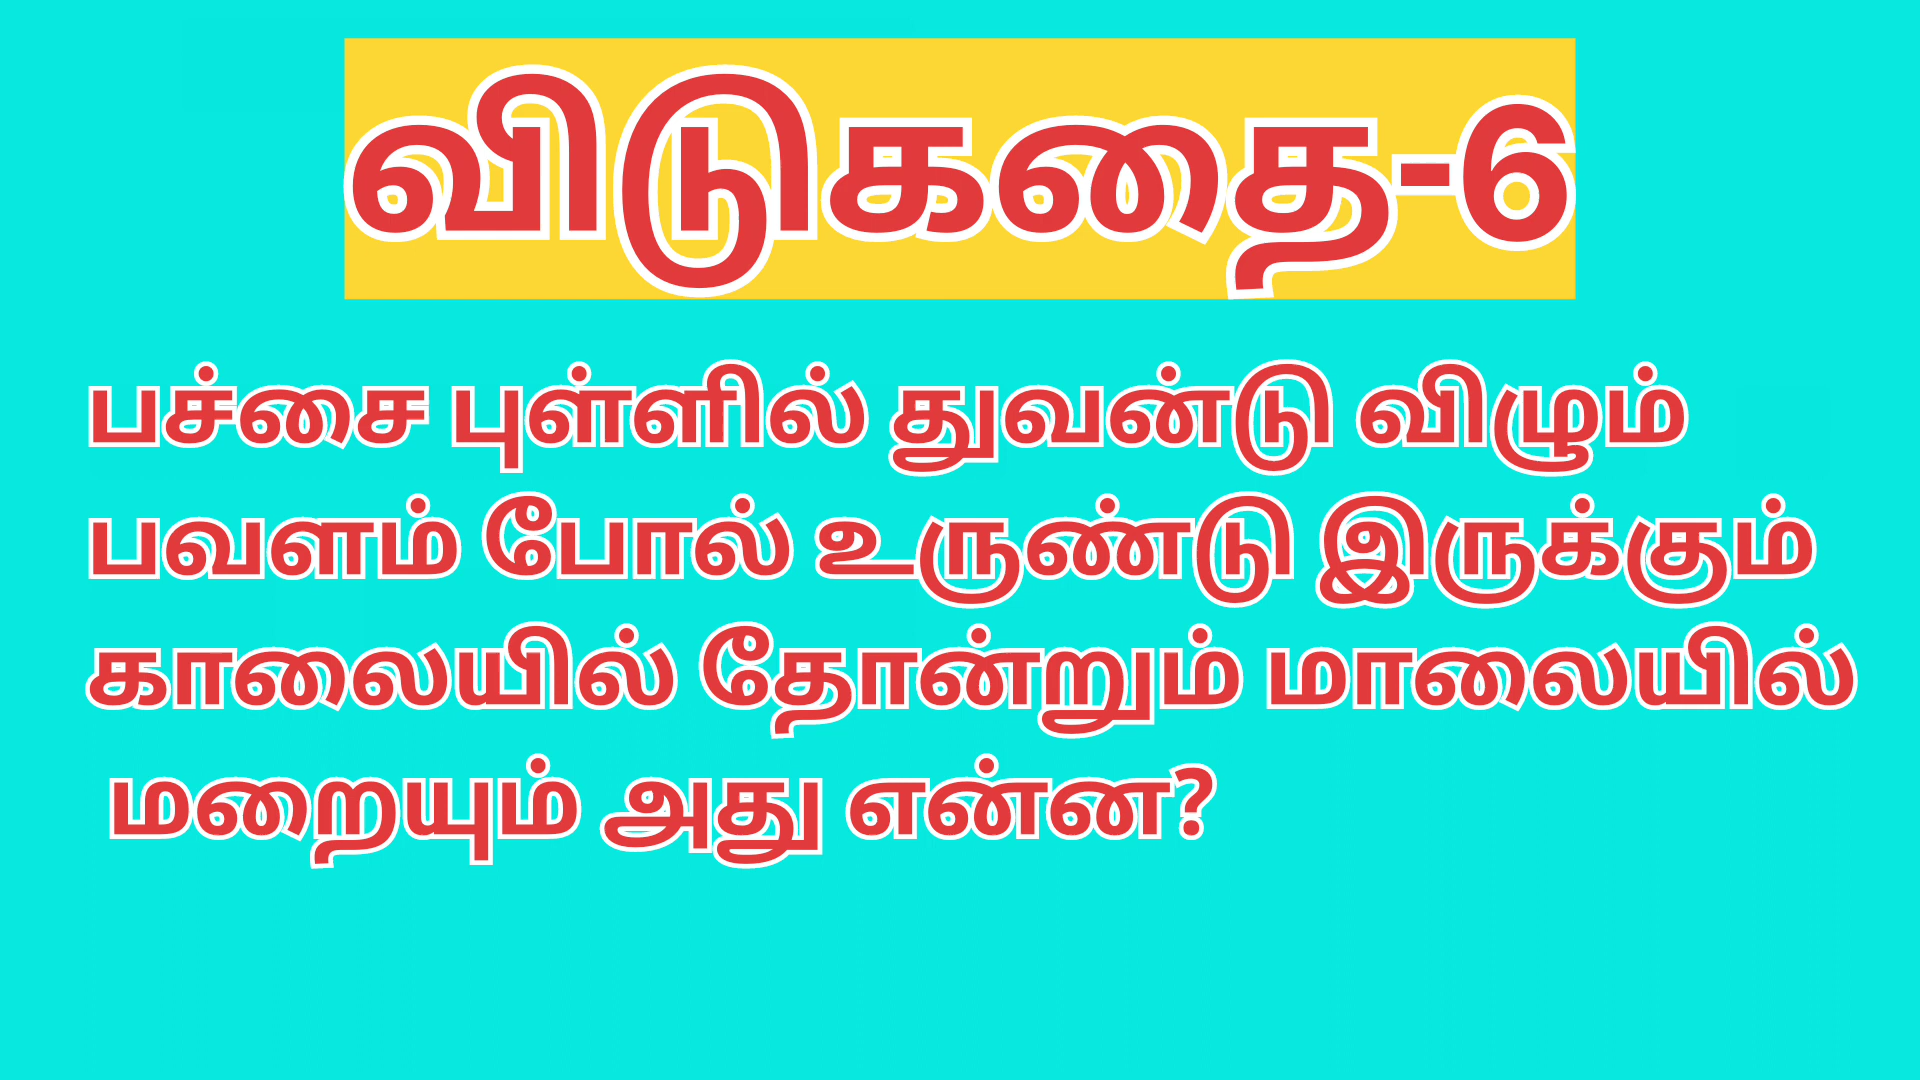 விடுகதை-6
பச்சை புள்ளில் துவண்டு விழும்
பவளம் போல் உருண்டு இருக்கும்
காலையில் தோன்றும் மாலையில்
மறையும் அது என்ன?